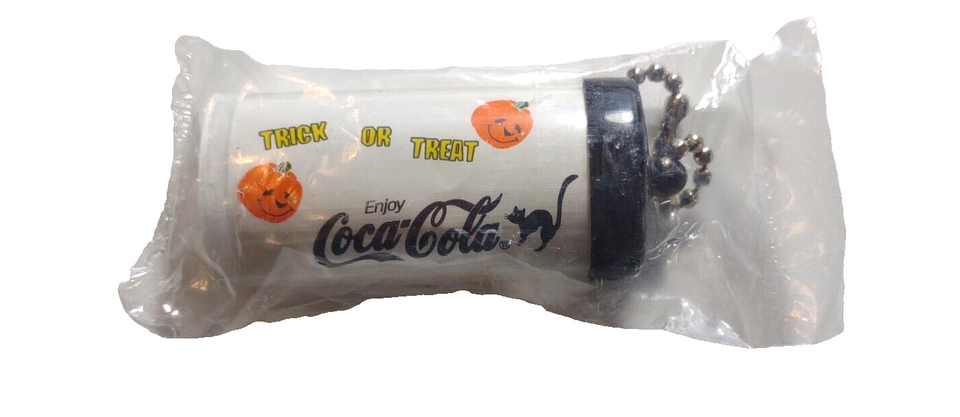 TRICK OR TREAT
Enjoy
Coca-Cola®